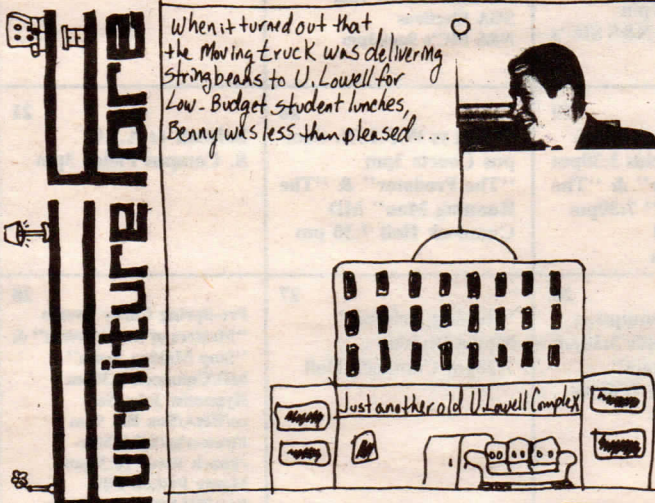 Furniture Fare
When it turned out that
the Moving truck was delivering
stringbeans to U. Lowell for
Low-Budget student lunches,
Benny was less than pleased...
Just another old U. Lowell Complex